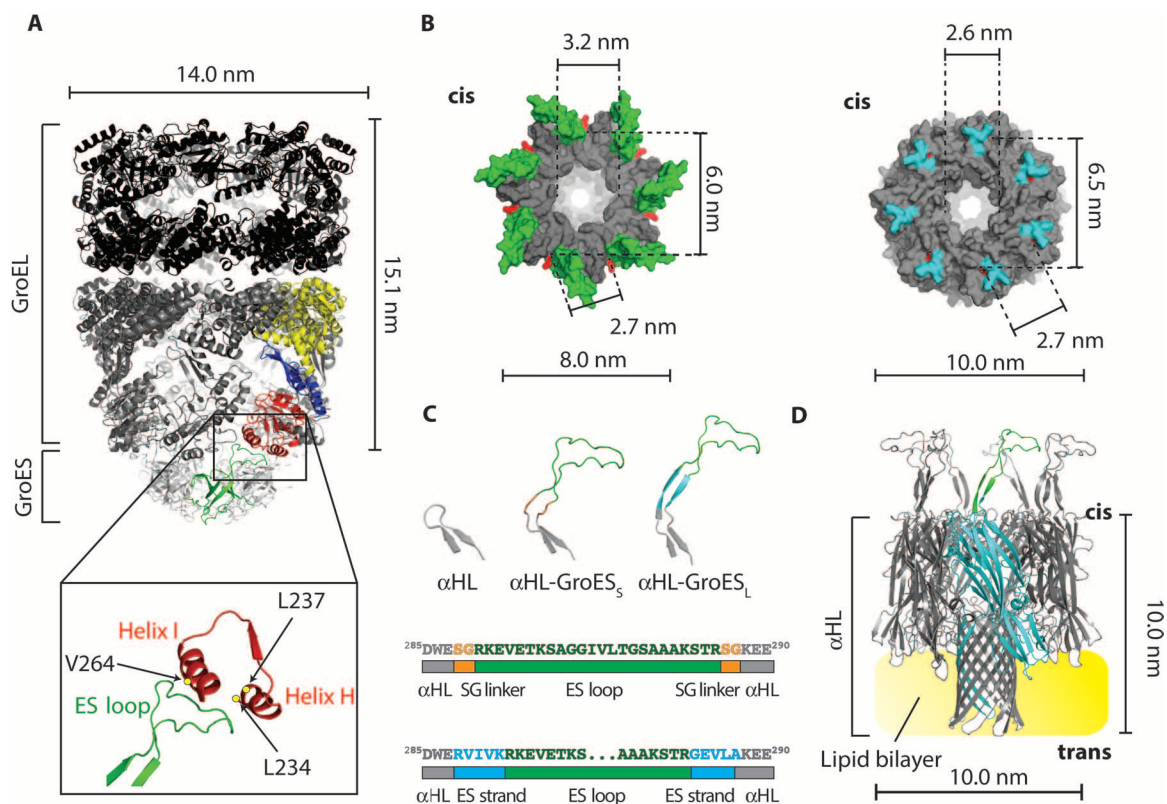 A
14.0 nm
GroEL
15.1 nm
GroES
L237
Helix I
V264
ES loop
Helix H
L234
B
3.2 nm
cis
6.0 nm
2.7 nm
8.0 nm
2.6 nm
cis
6.5 nm
2.7 nm
10.0 nm
C
αHL
αHL-GroES_S
αHL-GroES_L
285DWESGRKEVETKSAGGIVLTGSAAAKSTRSGKEE290
αHL SG linker ES loop SG linker αHL
285DWERVIVKRKEVETKS...AAAKSTRGEVLAKEE290
αHL ES strand ES loop ES strand αHL
D
cis
αHL
10.0 nm
Lipid bilayer
trans
10.0 nm